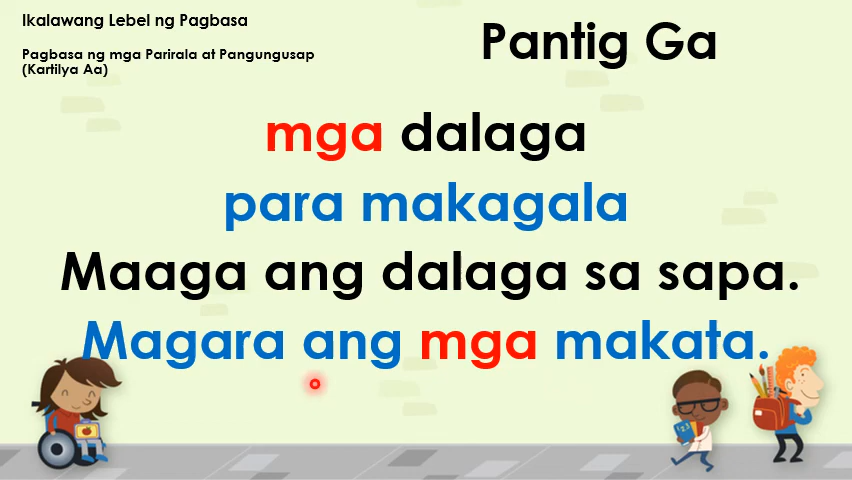 Ikalawang Lebel ng Pagbasa
Pagbasa ng mga Parirala at Pangungusap
(Kartilya Aa)
Pantig Ga
mga dalaga
para makagala
Maaga ang dalaga sa sapa.
Magara ang mga makata.